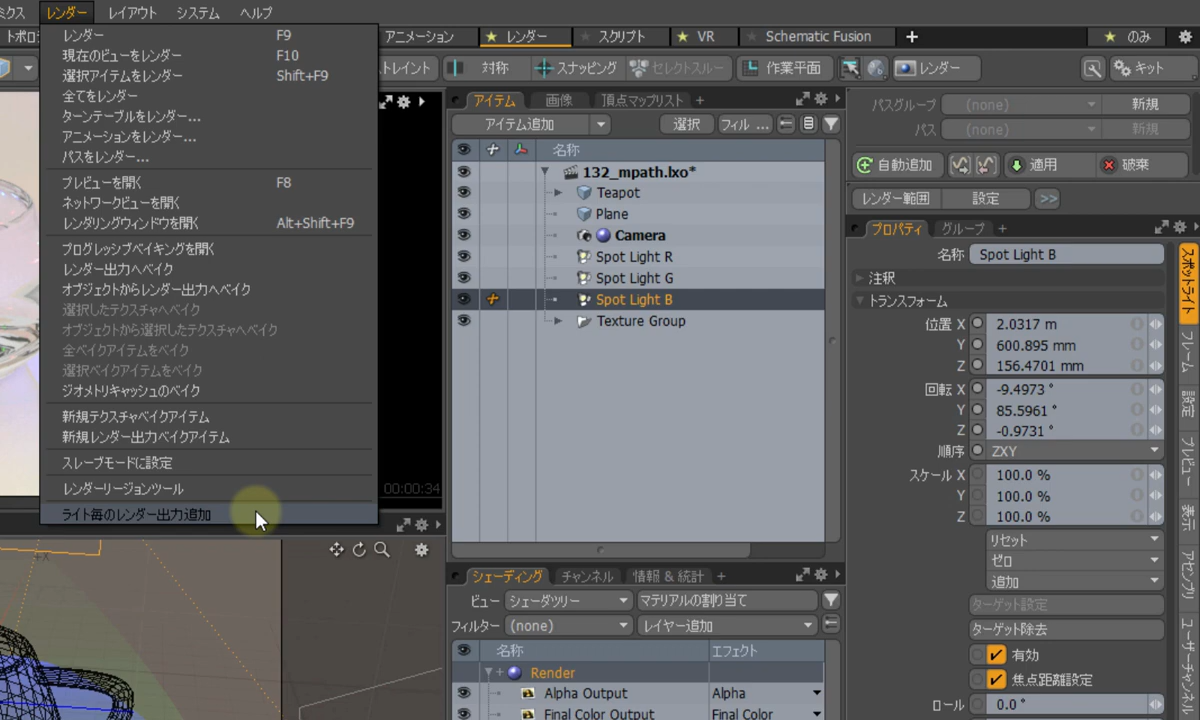 ミクス レンダー レイアウト システム ヘルプ
アニメーション レンダー スクリプト VR Schematic Fusion + のみ
トポロ
トレイント 対称 スナッピング セレクトスルー 作業平面 レンダー キット
レンダー F9
現在のビューをレンダー F10
選択アイテムをレンダー Shift+F9
全てをレンダー
ターンテーブルをレンダー...
アニメーションをレンダー...
パスをレンダー...
プレビューを開く F8
ネットワークビューを開く
レンダリングウィンドウを開く Alt+Shift+F9
プログレッシブベイキングを開く
レンダー出力へベイク
オブジェクトからレンダー出力へベイク
選択したテクスチャへベイク
オブジェクトから選択したテクスチャへベイク
全ベイクアイテムをベイク
選択ベイクアイテムをベイク
ジオメトリキャッシュのベイク
新規テクスチャベイクアイテム
新規レンダー出力ベイクアイテム
スレーブモードに設定
レンダーリージョンツール
ライト毎のレンダー出力追加
00:00:34
+X
アイテム 画像 頂点マップリスト +
アイテム追加 選択 フィル ...
名称
132_mpath.lxo*
Teapot
Plane
Camera
Spot Light R
Spot Light G
Spot Light B
Texture Group
シェーディング チャンネル 情報 & 統計 +
ビュー シェーダツリー マテリアルの割り当て
フィルター (none) レイヤー追加
名称 エフェクト
Render
Alpha Output Alpha
Final Color Output Final Color
パスグループ (none) 新規
パス (none) 新規
自動追加 適用 破棄
レンダー範囲 設定 >>
プロパティ グループ +
名称 Spot Light B
注釈
トランスフォーム
位置 X 2.0317 m
Y 600.895 mm
Z 156.4701 mm
回転 X -9.4973 °
Y 85.5961 °
Z -0.9731 °
順序 ZXY
スケール X 100.0 %
Y 100.0 %
Z 100.0 %
リセット
ゼロ
追加
ターゲット設定
ターゲット除去
有効
焦点距離設定
ロール 0.0 °
スポットライト
フレーム
設定
プレビュー
表示
アセンブリ
ユーザーチャンネル